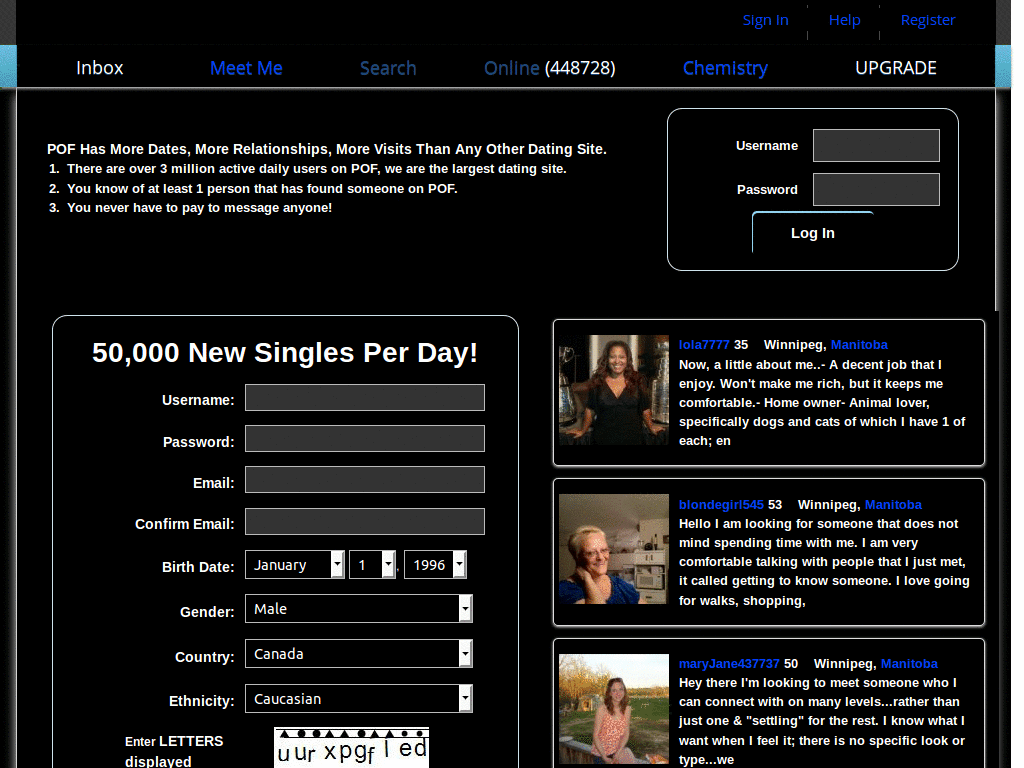 Sign In Help Register
Inbox Meet Me Search Online (448728) Chemistry UPGRADE
POF Has More Dates, More Relationships, More Visits Than Any Other Dating Site.
1. There are over 3 million active daily users on POF, we are the largest dating site.
2. You know of at least 1 person that has found someone on POF.
3. You never have to pay to message anyone!
Username
Password
Log In
50,000 New Singles Per Day!
Username:
Password:
Email:
Confirm Email:
Birth Date: January 1 . 1996
Gender: Male
Country: Canada
Ethnicity: Caucasian
Enter LETTERS
displayed
uur xpgf l ed
lola7777 35 Winnipeg, Manitoba
Now, a little about me..- A decent job that I
enjoy. Won't make me rich, but it keeps me
comfortable.- Home owner- Animal lover,
specifically dogs and cats of which I have 1 of
each; en
blondegirl545 53 Winnipeg, Manitoba
Hello I am looking for someone that does not
mind spending time with me. I am very
comfortable talking with people that I just met,
it called getting to know someone. I love going
for walks, shopping,
maryJane437737 50 Winnipeg, Manitoba
Hey there I'm looking to meet someone who I
can connect with on many levels...rather than
just one & "settling" for the rest. I know what I
want when I feel it; there is no specific look or
type...we